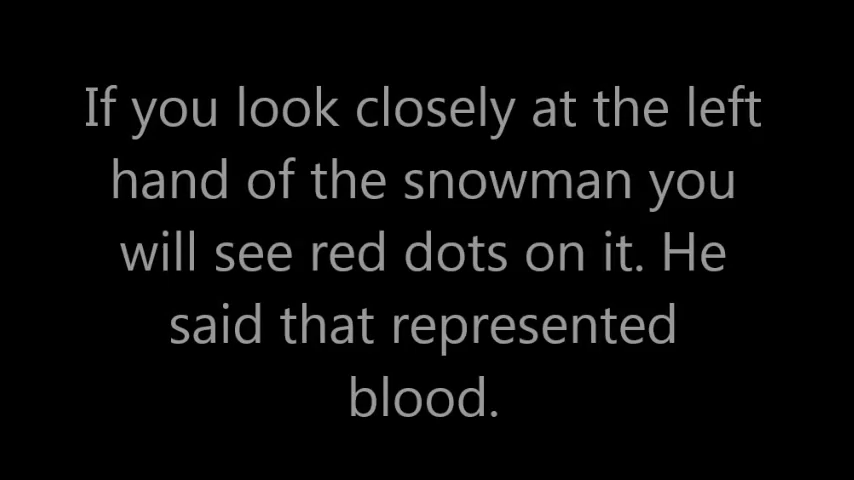 If you look closely at the left
hand of the snowman you
will see red dots on it. He
said that represented
blood.